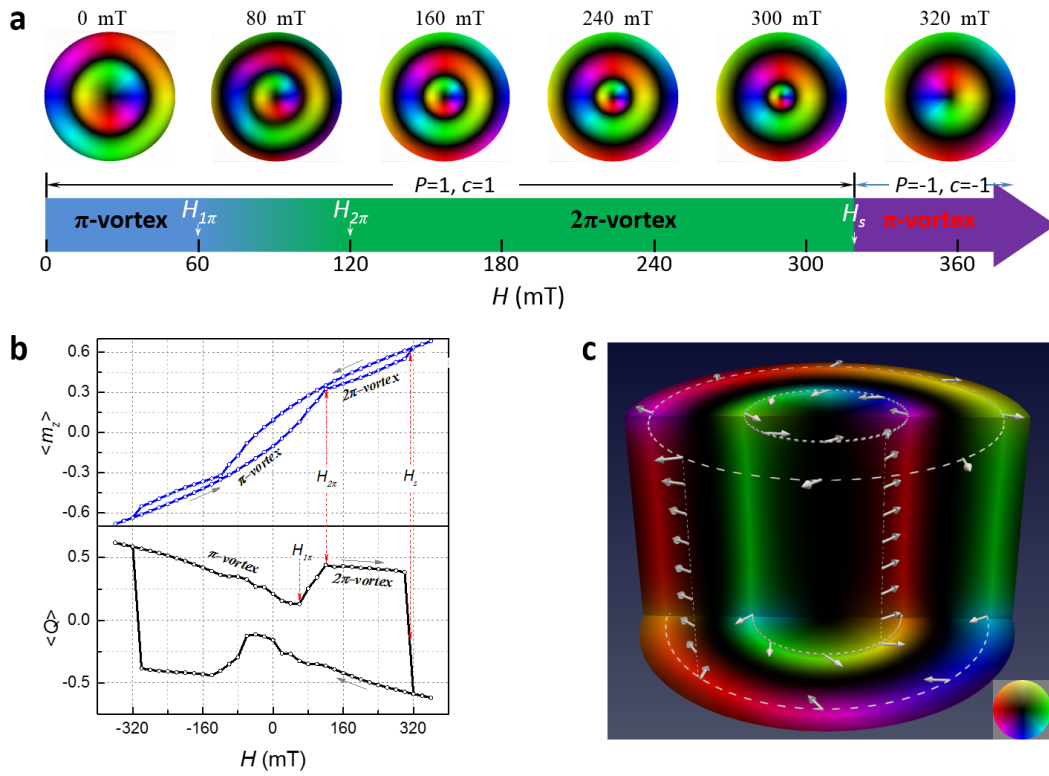 a
0 mT 80 mT 160 mT 240 mT 300 mT 320 mT
P=1, c=1 P=-1, c=-1
π-vortex H1π H2π 2π-vortex Hs π-vortex
0 60 120 180 240 300 360
H (mT)
b
0.6
0.3
0.0
-0.3
-0.6
<mz>
2π-vortex
π-vortex
H2π
Hs
0.5
0.0
-0.5
<Q>
π-vortex
H1π
2π-vortex
-320 -160 0 160 320
H (mT)
c